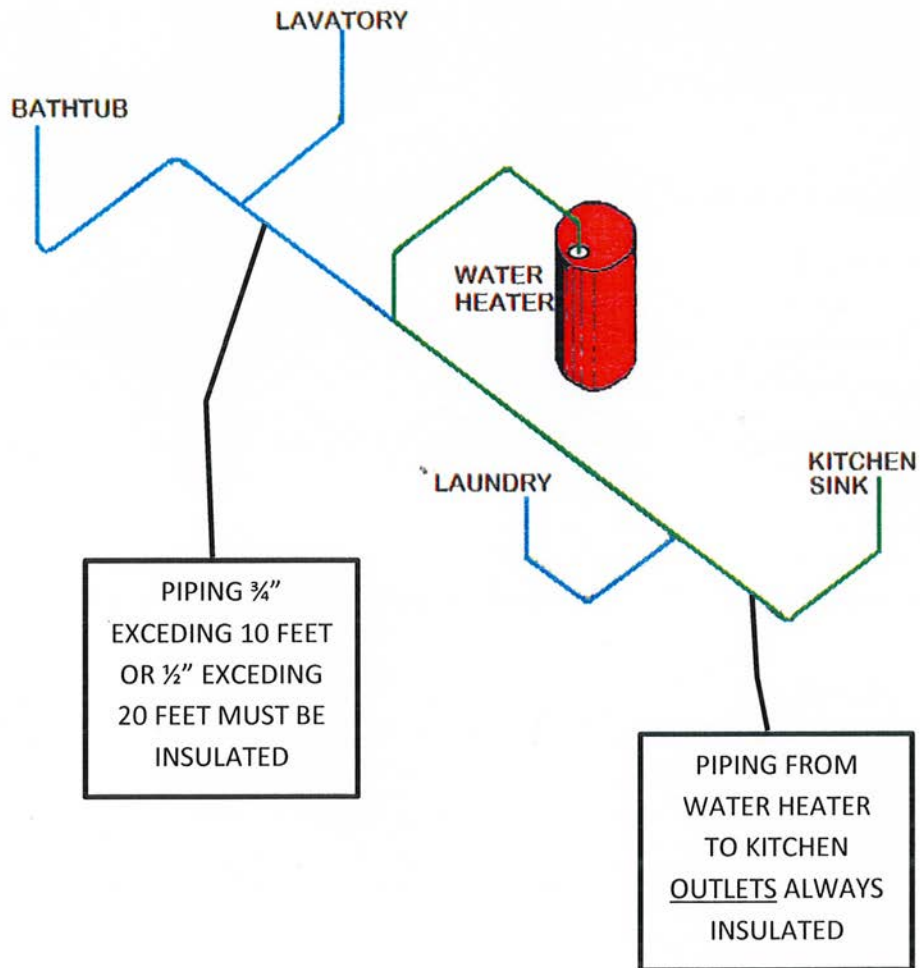 LAVATORY
BATHTUB
WATER
HEATER
LAUNDRY
KITCHEN
SINK
PIPING ¾”
EXCEDING 10 FEET
OR ½” EXCEDING
20 FEET MUST BE
INSULATED
PIPING FROM
WATER HEATER
TO KITCHEN
OUTLETS ALWAYS
INSULATED